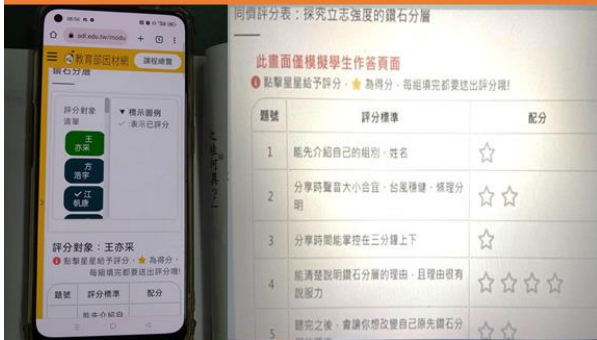 adl.edu.tw/modu
教育部因材網
課程總覽
鑽石分層
評分對象
清單
▼ 標示圖例
✓:表示已評分
王
亦采
方
浩宇
✓江
帆康
評分對象：王亦采
點擊星星給予評分，★為得分，
每組填完都要送出評分哦!
題號 評分標準 配分
能先介紹自
同儕評分表：探究立志強度的鑽石分層
此畫面僅模擬學生作答頁面
點擊星星給予評分，★為得分，每組填完都要送出評分哦!
題號 評分標準 配分
1 能先介紹自己的組別、姓名
2 分享時聲音大小合宜、台風穩健、條理分
明
3 分享時間能掌控在三分鐘上下
4 能清楚說明鑽石分層的理由，且理由很有
說服力
5 聽完之後，會讓你想改變自己原先鑽石分